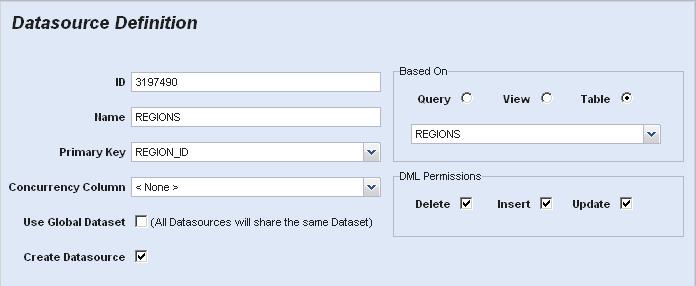 Datasource Definition
ID 3197490
Name REGIONS
Primary Key REGION_ID
Concurrency Column < None >
Use Global Dataset (All Datasources will share the same Dataset)
Create Datasource
Based On
Query View Table
REGIONS
DML Permissions
Delete Insert Update